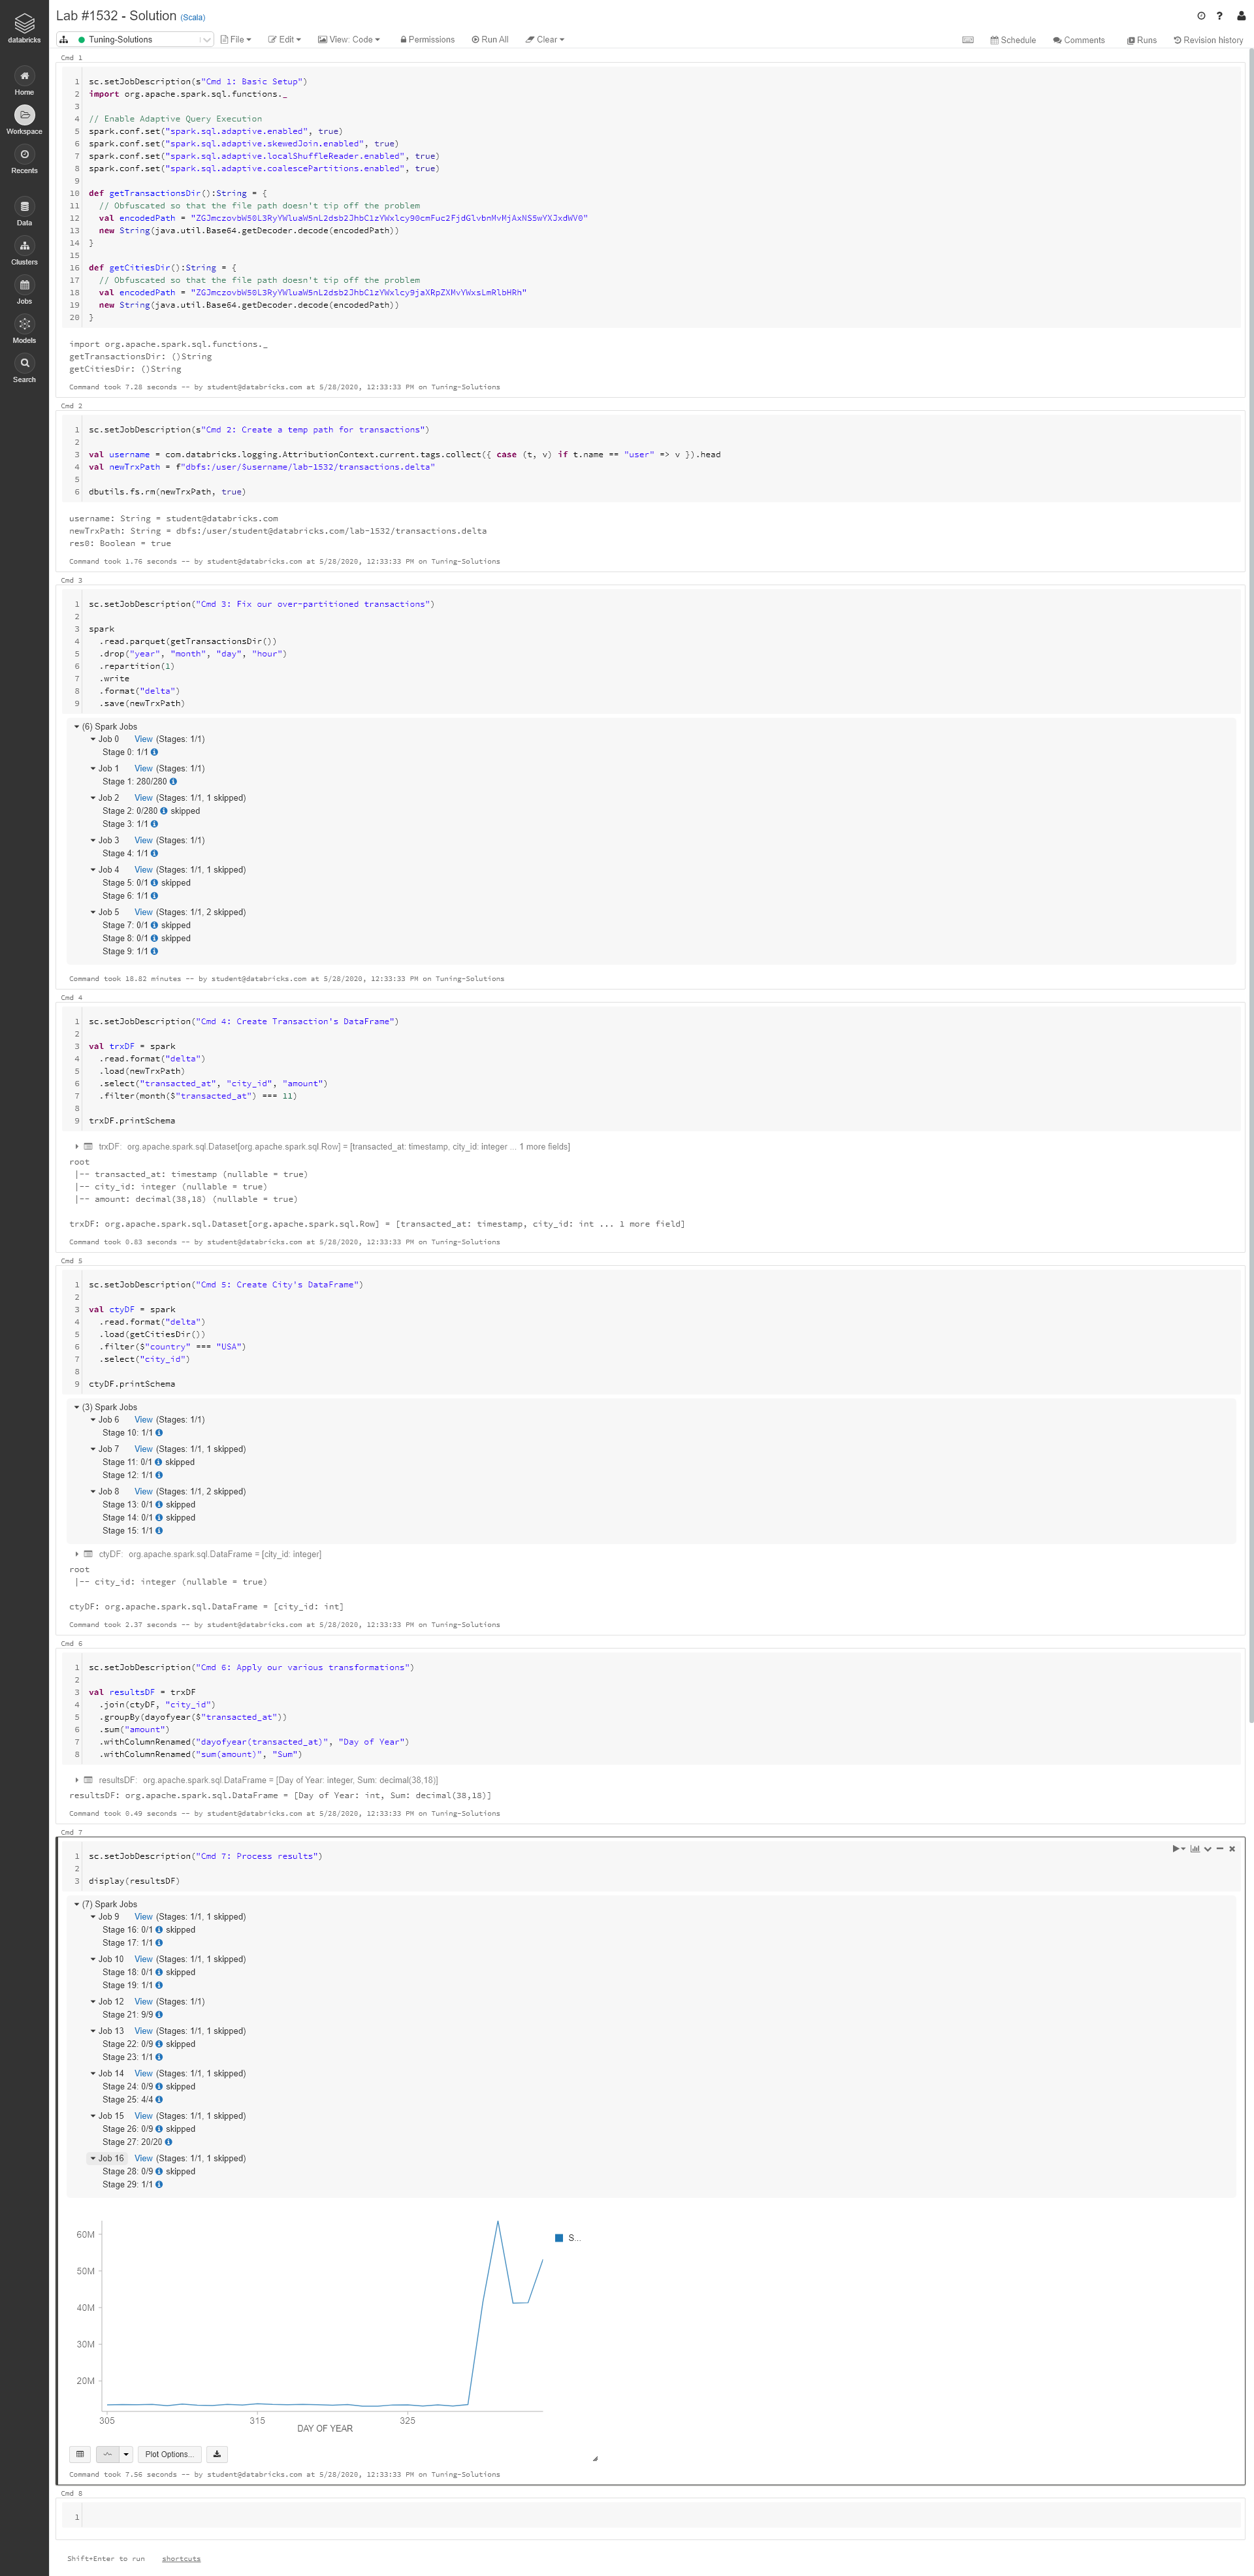 databricks
Home
Workspace
Recents
Data
Clusters
Jobs
Models
Search
Lab #1532 - Solution (Scala)
Tuning-Solutions
File
Edit
View: Code
Permissions
Run All
Clear
Schedule
Comments
Runs
Revision history
Cmd 1
1 sc.setJobDescription(s"Cmd 1: Basic Setup")
2 import org.apache.spark.sql.functions._
3
4 // Enable Adaptive Query Execution
5 spark.conf.set("spark.sql.adaptive.enabled", true)
6 spark.conf.set("spark.sql.adaptive.skewedJoin.enabled", true)
7 spark.conf.set("spark.sql.adaptive.localShuffleReader.enabled", true)
8 spark.conf.set("spark.sql.adaptive.coalescePartitions.enabled", true)
9
10 def getTransactionsDir():String = {
11 // Obfuscated so that the file path doesn't tip off the problem
12 val encodedPath =
13 new String(java.util.Base64.getDecoder.decode(encodedPath))
14 }
15
16 def getCitiesDir():String = {
17 // Obfuscated so that the file path doesn't tip off the problem
18 val encodedPath =
19 new String(java.util.Base64.getDecoder.decode(encodedPath))
20 }
import org.apache.spark.sql.functions._
getTransactionsDir: ()String
getCitiesDir: ()String
Command took 7.28 seconds -- by student@databricks.com at 5/28/2020, 12:33:33 PM on Tuning-Solutions
Cmd 2
1 sc.setJobDescription(s"Cmd 2: Create a temp path for transactions")
2
3 val username = com.databricks.logging.AttributionContext.current.tags.collect({ case (t, v) if t.name == "user" => v }).head
4 val newTrxPath = f"dbfs:/user/$username/lab-1532/transactions.delta"
5
6 dbutils.fs.rm(newTrxPath, true)
username: String = student@databricks.com
newTrxPath: String = dbfs:/user/student@databricks.com/lab-1532/transactions.delta
res0: Boolean = true
Command took 1.76 seconds -- by student@databricks.com at 5/28/2020, 12:33:33 PM on Tuning-Solutions
Cmd 3
1 sc.setJobDescription("Cmd 3: Fix our over-partitioned transactions")
2
3 spark
4 .read.parquet(getTransactionsDir())
5 .drop("year", "month", "day", "hour")
6 .repartition(1)
7 .write
8 .format("delta")
9 .save(newTrxPath)
(6) Spark Jobs
Job 0 View (Stages: 1/1)
Stage 0: 1/1
Job 1 View (Stages: 1/1)
Stage 1: 280/280
Job 2 View (Stages: 1/1, 1 skipped)
Stage 2: 0/280 skipped
Stage 3: 1/1
Job 3 View (Stages: 1/1)
Stage 4: 1/1
Job 4 View (Stages: 1/1, 1 skipped)
Stage 5: 0/1 skipped
Stage 6: 1/1
Job 5 View (Stages: 1/1, 2 skipped)
Stage 7: 0/1 skipped
Stage 8: 0/1 skipped
Stage 9: 1/1
Command took 18.82 minutes -- by student@databricks.com at 5/28/2020, 12:33:33 PM on Tuning-Solutions
Cmd 4
1 sc.setJobDescription("Cmd 4: Create Transaction's DataFrame")
2
3 val trxDF = spark
4 .read.format("delta")
5 .load(newTrxPath)
6 .select("transacted_at", "city_id", "amount")
7 .filter(month($"transacted_at") === 11)
8
9 trxDF.printSchema
trxDF: org.apache.spark.sql.Dataset[org.apache.spark.sql.Row] = [transacted_at: timestamp, city_id: integer ... 1 more fields]
root
|-- transacted_at: timestamp (nullable = true)
|-- city_id: integer (nullable = true)
|-- amount: decimal(38,18) (nullable = true)
trxDF: org.apache.spark.sql.Dataset[org.apache.spark.sql.Row] = [transacted_at: timestamp, city_id: int ... 1 more field]
Command took 0.83 seconds -- by student@databricks.com at 5/28/2020, 12:33:33 PM on Tuning-Solutions
Cmd 5
1 sc.setJobDescription("Cmd 5: Create City's DataFrame")
2
3 val ctyDF = spark
4 .read.format("delta")
5 .load(getCitiesDir())
6 .filter($"country" === "USA")
7 .select("city_id")
8
9 ctyDF.printSchema
(3) Spark Jobs
Job 6 View (Stages: 1/1)
Stage 10: 1/1
Job 7 View (Stages: 1/1, 1 skipped)
Stage 11: 0/1 skipped
Stage 12: 1/1
Job 8 View (Stages: 1/1, 2 skipped)
Stage 13: 0/1 skipped
Stage 14: 0/1 skipped
Stage 15: 1/1
ctyDF: org.apache.spark.sql.DataFrame = [city_id: integer]
root
|-- city_id: integer (nullable = true)
ctyDF: org.apache.spark.sql.DataFrame = [city_id: int]
Command took 2.37 seconds -- by student@databricks.com at 5/28/2020, 12:33:33 PM on Tuning-Solutions
Cmd 6
1 sc.setJobDescription("Cmd 6: Apply our various transformations")
2
3 val resultsDF = trxDF
4 .join(ctyDF, "city_id")
5 .groupBy(dayofyear($"transacted_at"))
6 .sum("amount")
7 .withColumnRenamed("dayofyear(transacted_at)", "Day of Year")
8 .withColumnRenamed("sum(amount)", "Sum")
resultsDF: org.apache.spark.sql.DataFrame = [Day of Year: integer, Sum: decimal(38,18)]
resultsDF: org.apache.spark.sql.DataFrame = [Day of Year: int, Sum: decimal(38,18)]
Command took 0.49 seconds -- by student@databricks.com at 5/28/2020, 12:33:33 PM on Tuning-Solutions
Cmd 7
1 sc.setJobDescription("Cmd 7: Process results")
2
3 display(resultsDF)
(7) Spark Jobs
Job 9 View (Stages: 1/1, 1 skipped)
Stage 16: 0/1 skipped
Stage 17: 1/1
Job 10 View (Stages: 1/1, 1 skipped)
Stage 18: 0/1 skipped
Stage 19: 1/1
Job 12 View (Stages: 1/1)
Stage 21: 9/9
Job 13 View (Stages: 1/1, 1 skipped)
Stage 22: 0/9 skipped
Stage 23: 1/1
Job 14 View (Stages: 1/1, 1 skipped)
Stage 24: 0/9 skipped
Stage 25: 4/4
Job 15 View (Stages: 1/1, 1 skipped)
Stage 26: 0/9 skipped
Stage 27: 20/20
Job 16 View (Stages: 1/1, 1 skipped)
Stage 28: 0/9 skipped
Stage 29: 1/1
60M
50M
40M
30M
20M
S...
305 315 325
DAY OF YEAR
Plot Options...
Command took 7.56 seconds -- by student@databricks.com at 5/28/2020, 12:33:33 PM on Tuning-Solutions
Cmd 8
1
Shift+Enter to run shortcuts